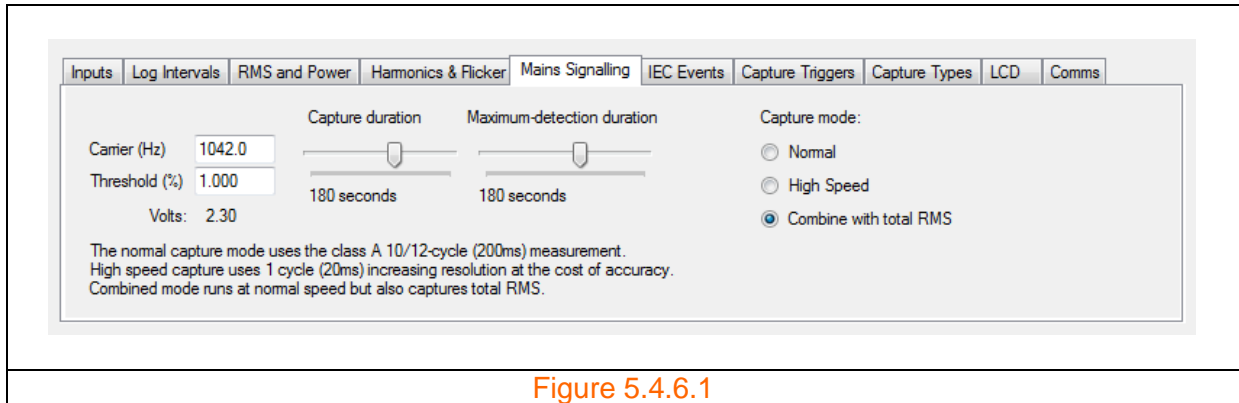 Inputs Log Intervals RMS and Power Harmonics & Flicker Mains Signalling IEC Events Capture Triggers Capture Types LCD Comms
Capture duration Maximum-detection duration Capture mode:
Carrier (Hz) 1042.0 Normal
Threshold (%) 1.000 High Speed
180 seconds 180 seconds
Volts: 2.30 Combine with total RMS
The normal capture mode uses the class A 10/12-cycle (200ms) measurement.
High speed capture uses 1 cycle (20ms) increasing resolution at the cost of accuracy.
Combined mode runs at normal speed but also captures total RMS.
Figure 5.4.6.1